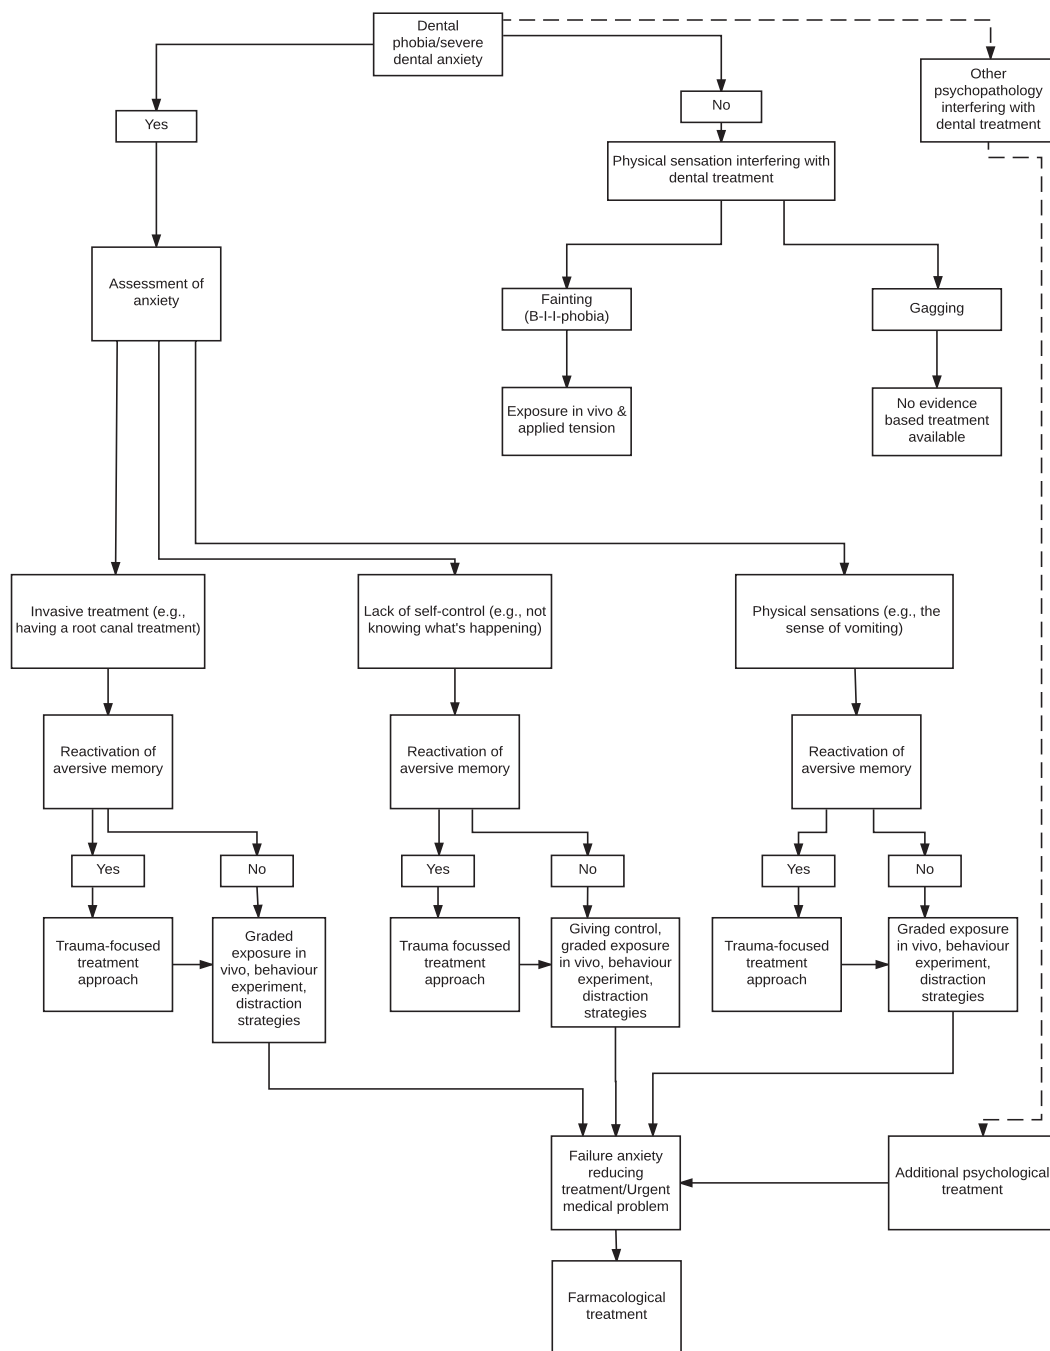 Dental
phobia/severe
dental anxiety
Other
psychopathology
interfering with
dental treatment
No
Yes
Physical sensation interfering with
dental treatment
Assessment of
anxiety
Fainting
(B-I-I-phobia)
Gagging
Exposure in vivo &
applied tension
No evidence
based treatment
available
Invasive treatment (e.g.,
having a root canal treatment)
Lack of self-control (e.g., not
knowing what's happening)
Physical sensations (e.g., the
sense of vomiting)
Reactivation of
aversive memory
Reactivation of
aversive memory
Reactivation of
aversive memory
Yes
No
Yes
No
Yes
No
Trauma-focused
treatment
approach
Graded
exposure in
vivo, behaviour
experiment,
distraction
strategies
Trauma focussed
treatment
approach
Giving control,
graded exposure
in vivo, behaviour
experiment,
distraction
strategies
Trauma-focused
treatment
approach
Graded exposure
in vivo, behaviour
experiment,
distraction
strategies
Failure anxiety
reducing
treatment/Urgent
medical problem
Additional psychological
treatment
Farmacological
treatment